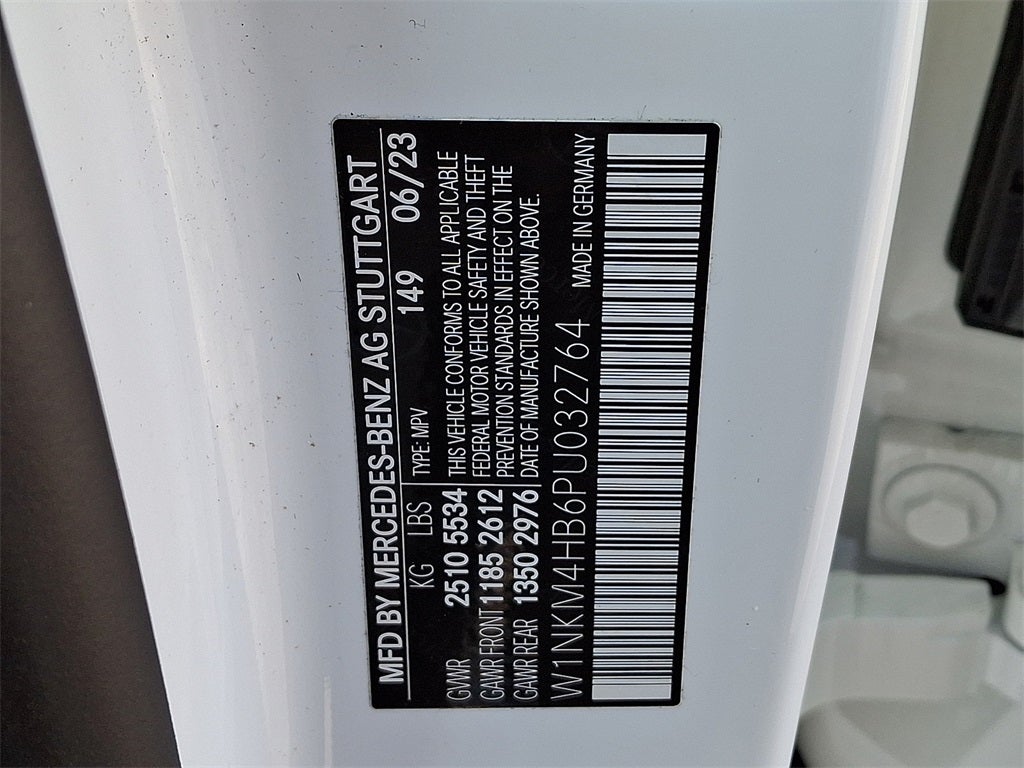 MFD BY MERCEDES-BENZ AG STUTTGART
KG LBS 149 06/23
TYPE: MPV
GVWR 2510 5534
GAWR FRONT 1185 2612
GAWR REAR 1350 2976
THIS VEHICLE CONFORMS TO ALL APPLICABLE
FEDERAL MOTOR VEHICLE SAFETY AND THEFT
PREVENTION STANDARDS IN EFFECT ON THE
DATE OF MANUFACTURE SHOWN ABOVE.
W1NKM4HB6PU032764 MADE IN GERMANY